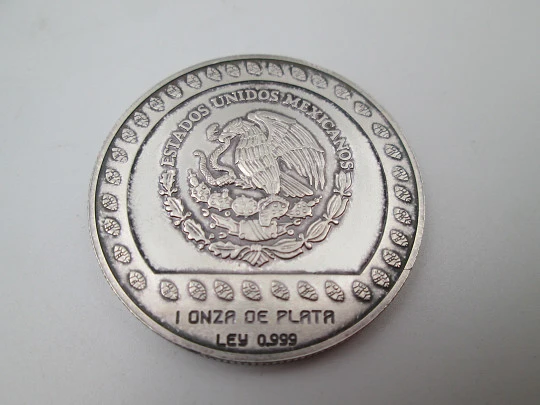 ESTADOS UNIDOS MEXICANOS
1 ONZA DE PLATA
LEY 0.999